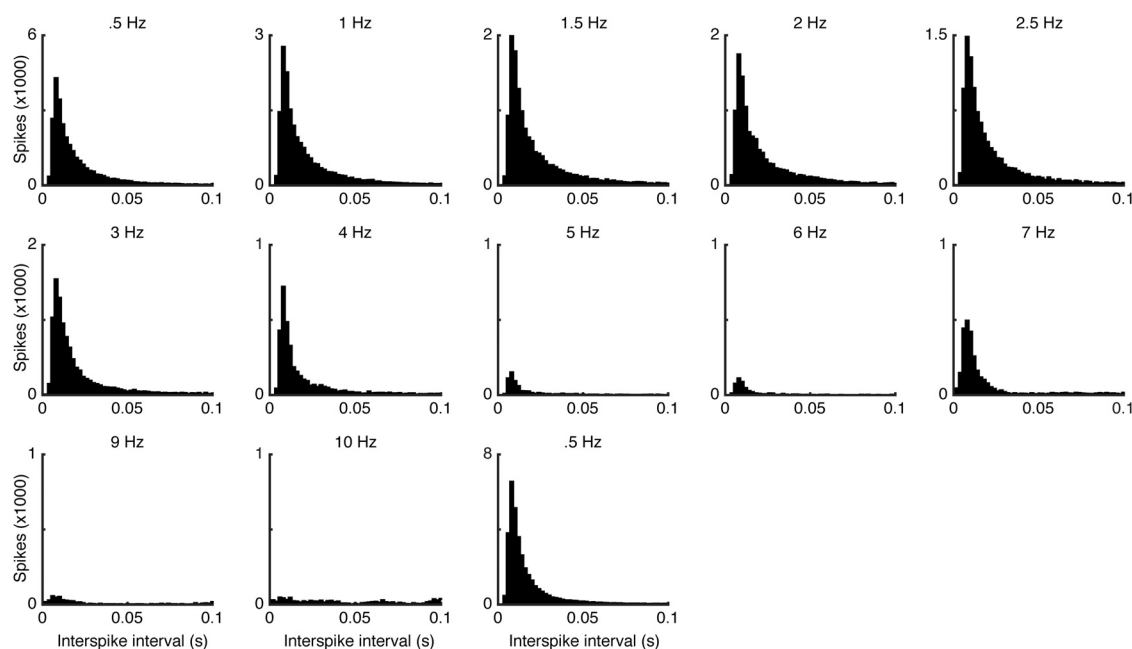 .5 Hz
1 Hz
1.5 Hz
2 Hz
2.5 Hz
Spikes (x1000)
6
0
0 0.05 0.1
3
0
0 0.05 0.1
2
0
0 0.05 0.1
2
0
0 0.05 0.1
1.5
0
0 0.05 0.1
3 Hz
4 Hz
5 Hz
6 Hz
7 Hz
Spikes (x1000)
2
0
0 0.05 0.1
1
0
0 0.05 0.1
1
0
0 0.05 0.1
1
0
0 0.05 0.1
1
0
0 0.05 0.1
9 Hz
10 Hz
.5 Hz
Spikes (x1000)
1
0
0 0.05 0.1
Interspike interval (s)
1
0
0 0.05 0.1
Interspike interval (s)
8
0
0 0.05 0.1
Interspike interval (s)